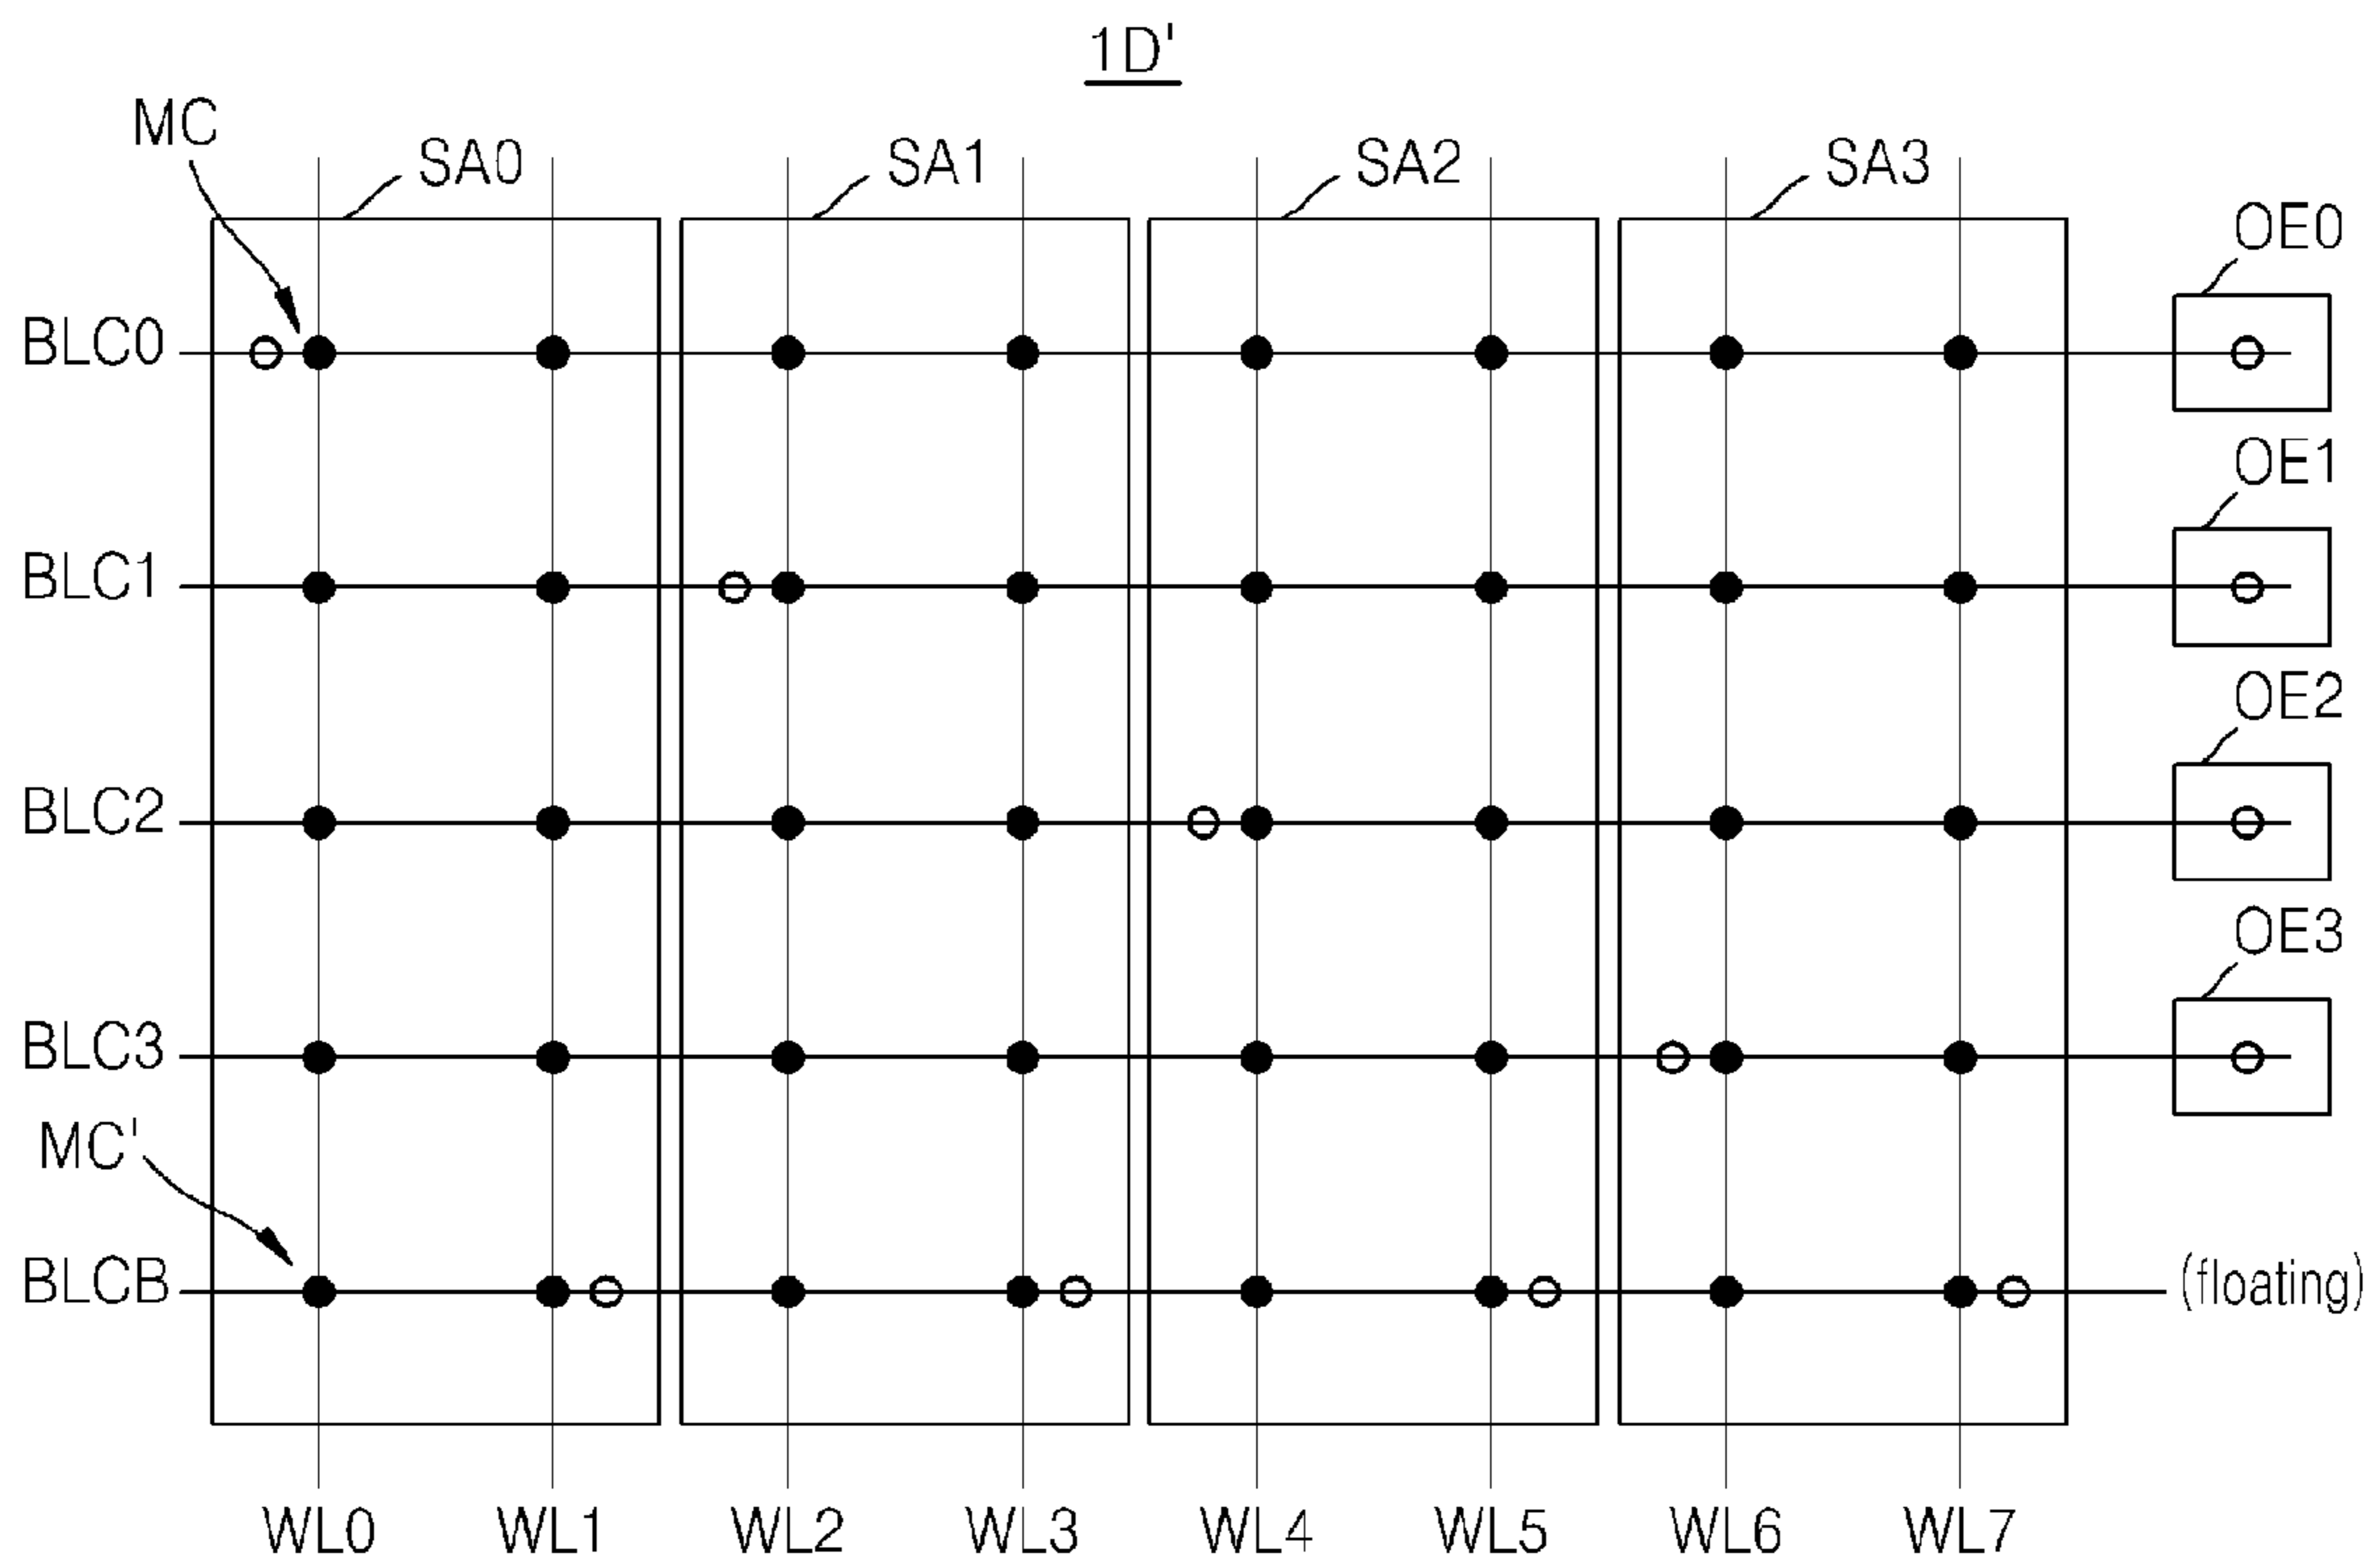 1D'
MC
SA0
SA1
SA2
SA3
OE0
BLC0
OE1
BLC1
OE2
BLC2
OE3
BLC3
MC'
BLCB
(floating)
WL0
WL1
WL2
WL3
WL4
WL5
WL6
WL7